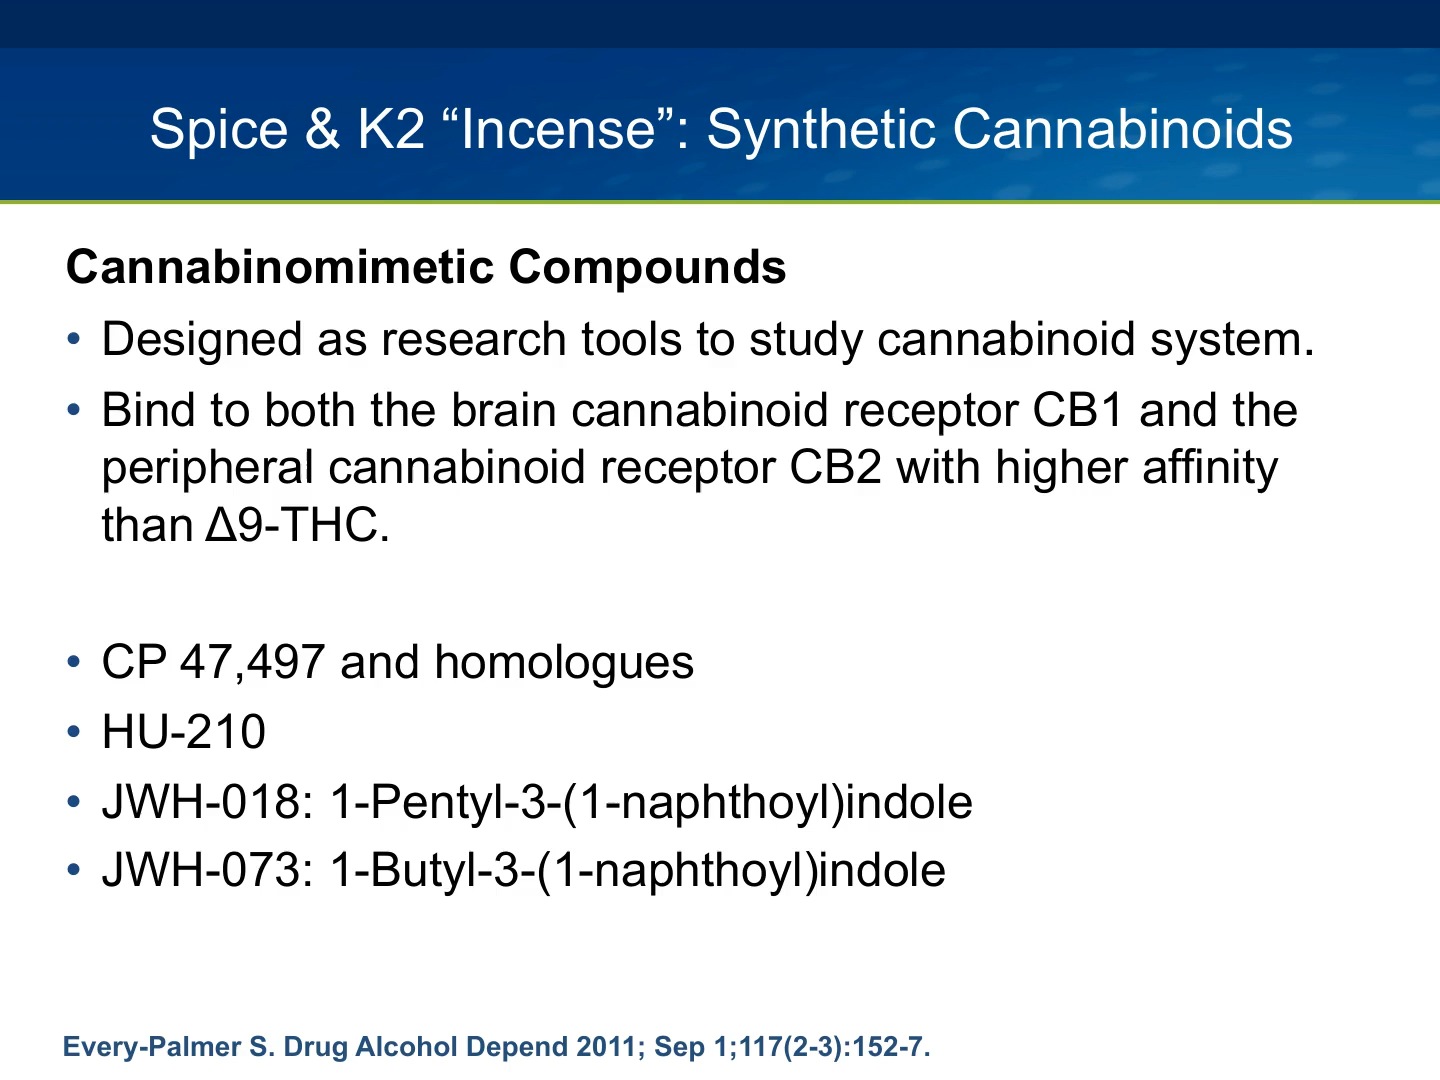 Spice & K2 “Incense”: Synthetic Cannabinoids
Cannabinomimetic Compounds
• Designed as research tools to study cannabinoid system.
• Bind to both the brain cannabinoid receptor CB1 and the
peripheral cannabinoid receptor CB2 with higher affinity
than Δ9-THC.
• CP 47,497 and homologues
• HU-210
• JWH-018: 1-Pentyl-3-(1-naphthoyl)indole
• JWH-073: 1-Butyl-3-(1-naphthoyl)indole
Every-Palmer S. Drug Alcohol Depend 2011; Sep 1;117(2-3):152-7.